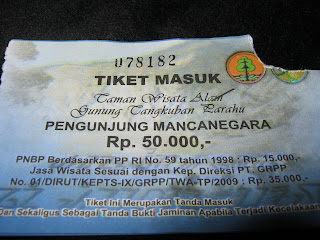 078182
TIKET MASUK
Taman Wisata Alam
Gunung Tangkuban Parahu
PENGUNJUNG MANCANEGARA
Rp. 50.000,-
PNBP Berdasarkan PP RI No. 59 tahun 1998 : Rp. 15.000,-
Jasa Wisata Sesuai dengan Kep. Direksi PT. GRPP
No. 01/DIRUT/KEPTS-IX/GRPP/TWA-TP/2009 : Rp. 35.000,-
Tiket Ini Merupakan Tanda Masuk
Dan Sekaligus Sebagai Tanda Bukti Jaminan Apabila Terjadi Kecelakaan